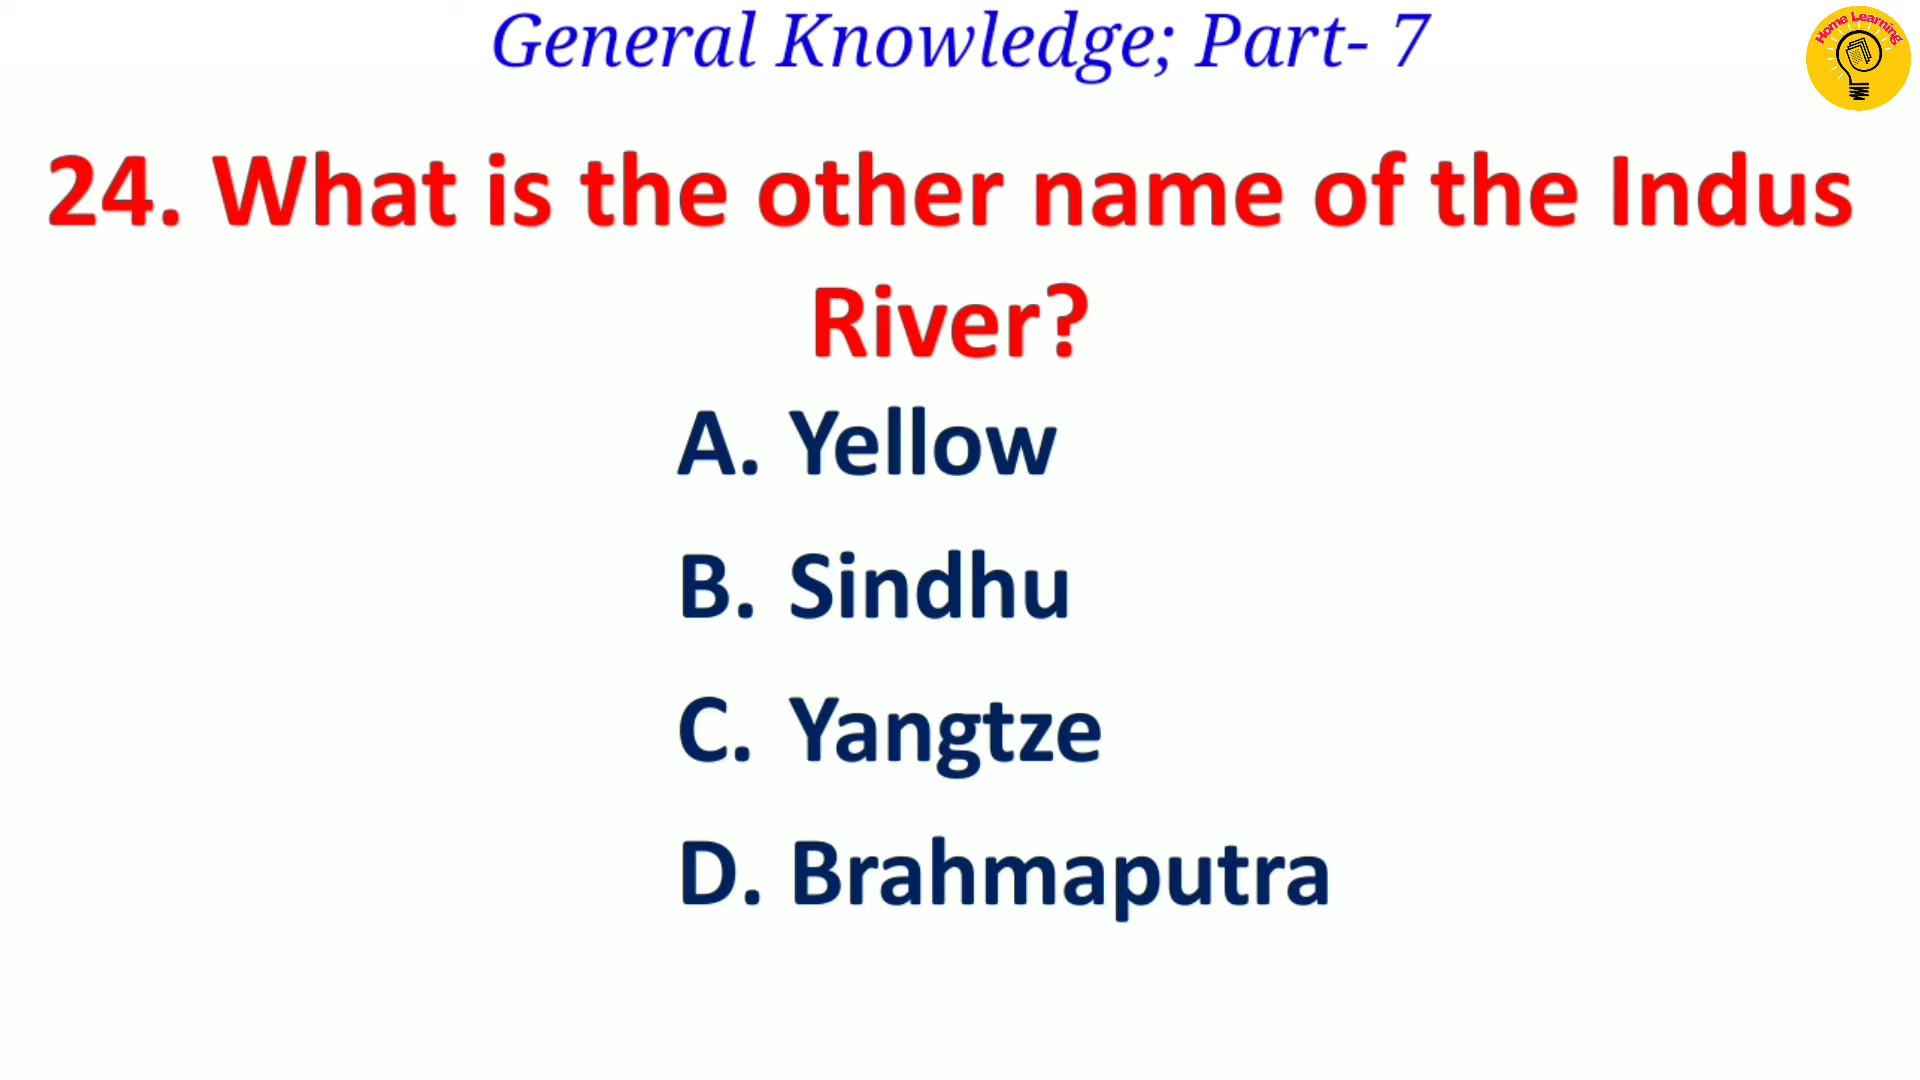 General Knowledge; Part- 7
Home Learning
24. What is the other name of the Indus
River?
A. Yellow
B. Sindhu
C. Yangtze
D. Brahmaputra